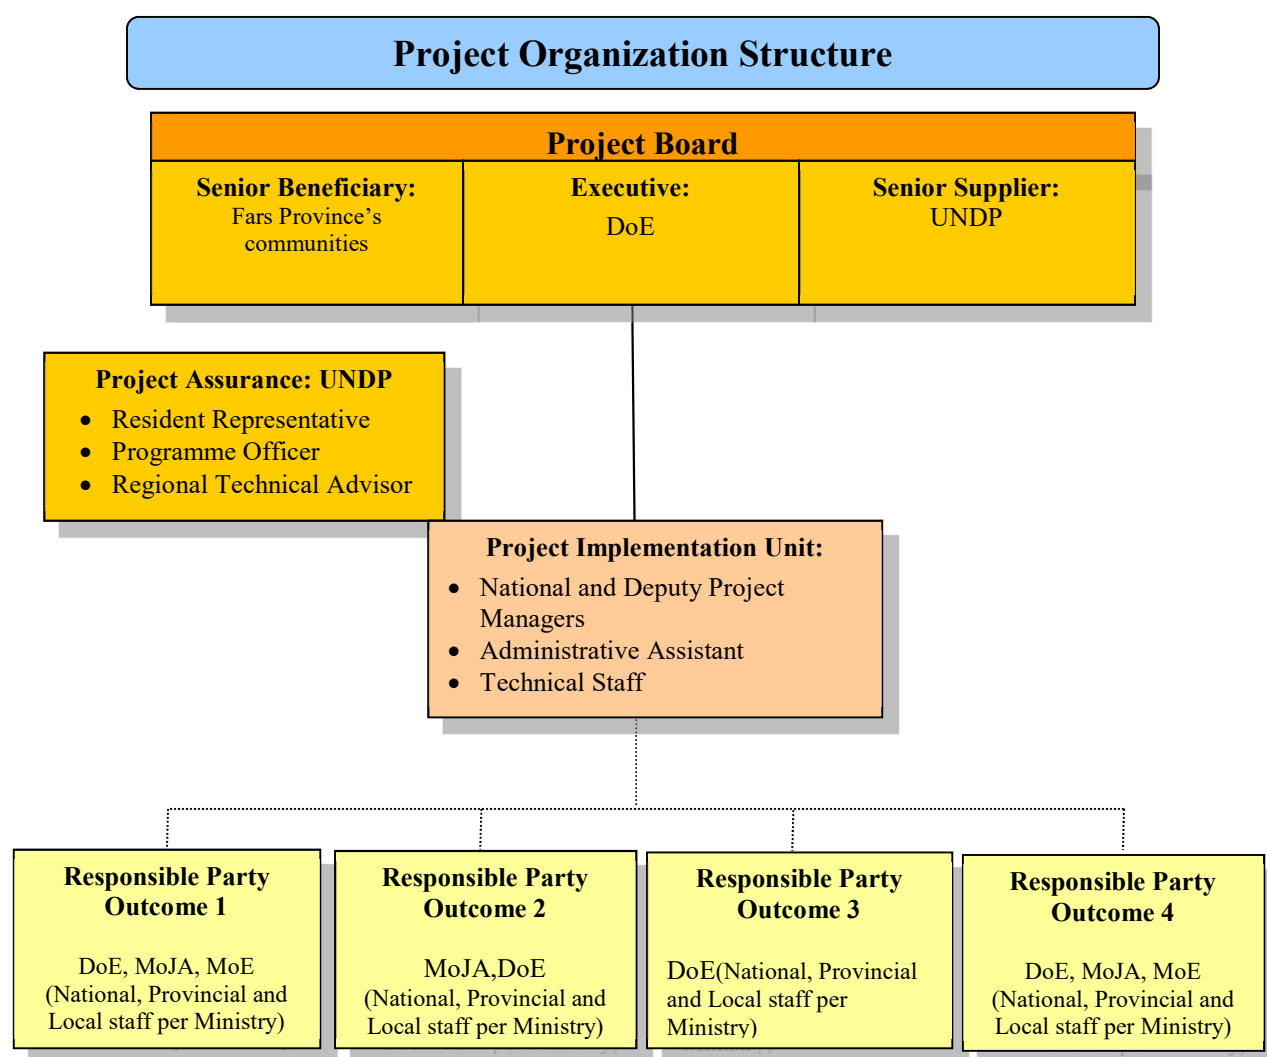 Project Organization Structure
Project Board
Senior Beneficiary:
Fars Province’s
communities
Executive:
DoE
Senior Supplier:
UNDP
Project Assurance: UNDP
• Resident Representative
• Programme Officer
• Regional Technical Advisor
Project Implementation Unit:
• National and Deputy Project
Managers
• Administrative Assistant
• Technical Staff
Responsible Party
Outcome 1
DoE, MoJA, MoE
(National, Provincial and
Local staff per Ministry)
Responsible Party
Outcome 2
MoJA,DoE
(National, Provincial and
Local staff per Ministry)
Responsible Party
Outcome 3
DoE(National, Provincial
and Local staff per
Ministry)
Responsible Party
Outcome 4
DoE, MoJA, MoE
(National, Provincial and
Local staff per Ministry)